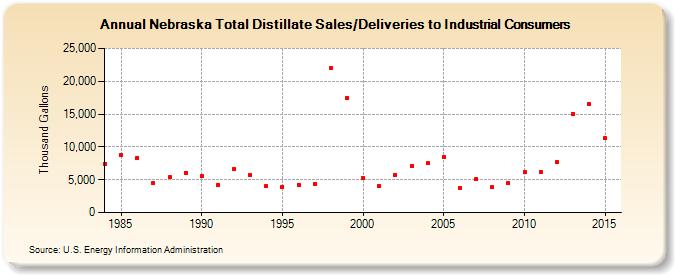 Annual Nebraska Total Distillate Sales/Deliveries to Industrial Consumers
Thousand Gallons
25,000
20,000
15,000
10,000
5,000
0
1985 1990 1995 2000 2005 2010 2015
Source: U.S. Energy Information Administration